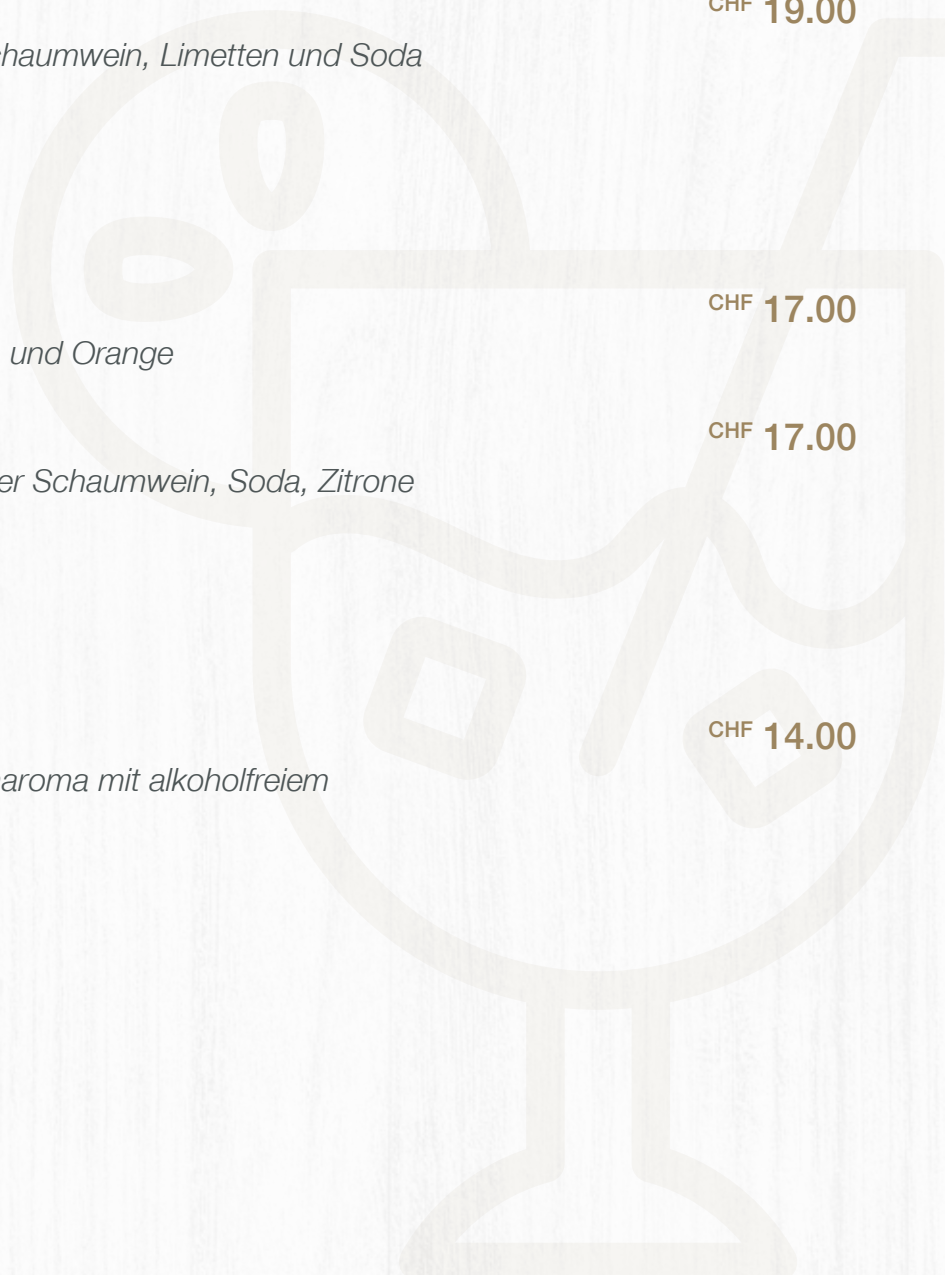 CHF 19.00
chaumwein, Limetten und Soda
CHF 17.00
und Orange
CHF 17.00
er Schaumwein, Soda, Zitrone
CHF 14.00
aroma mit alkoholfreiem